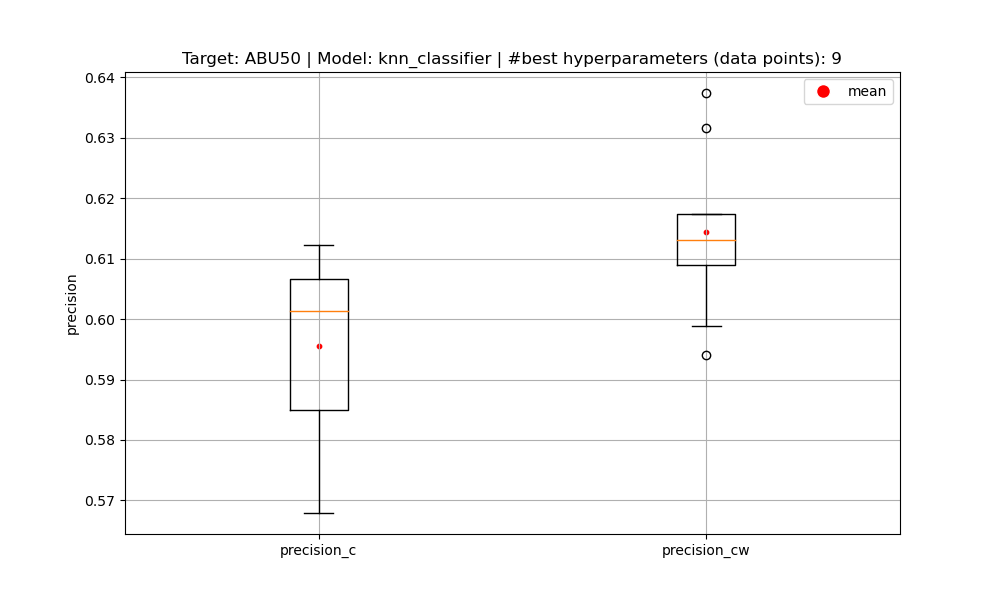 Target: ABU50 | Model: knn_classifier | #best hyperparameters (data points): 9
mean
0.64
0.63
0.62
0.61
0.60
0.59
0.58
0.57
precision
precision_c precision_cw